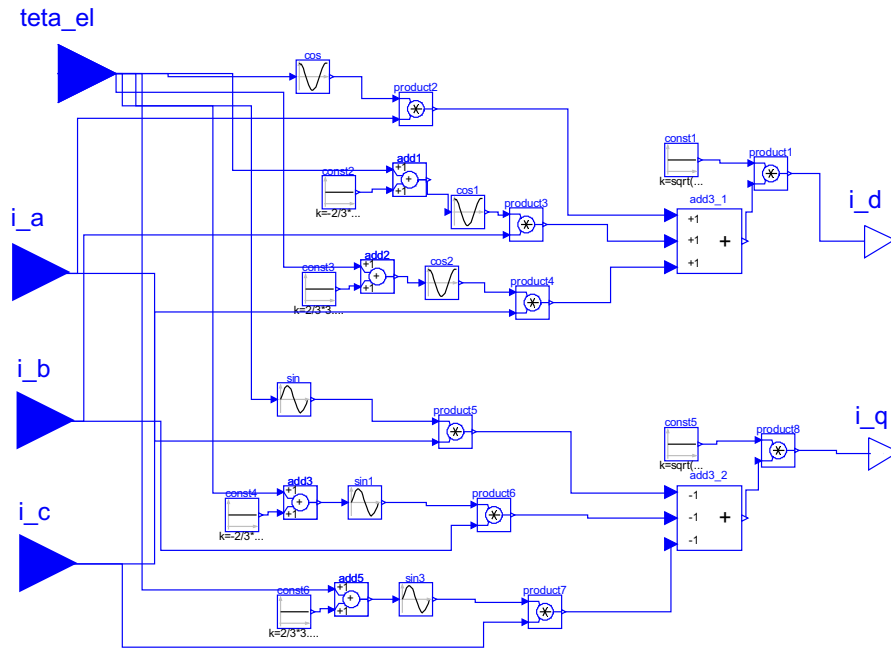 teta_el
cos
product2
const1
product1
k=sqrt(...
add1
+1
+1
const2
k=-2/3*...
cos1
product3
i_d
add3_1
+1
+1
+1
+
i_a
add2
+1
+1
const3
k=2/3*3....
cos2
product4
i_b
sin
product5
const5
product8
k=sqrt(...
i_q
add3_2
-1
-1
-1
+
add3
+1
+1
const4
k=-2/3*...
sin1
product6
i_c
add5
+1
+1
const6
k=2/3*3....
sin3
product7